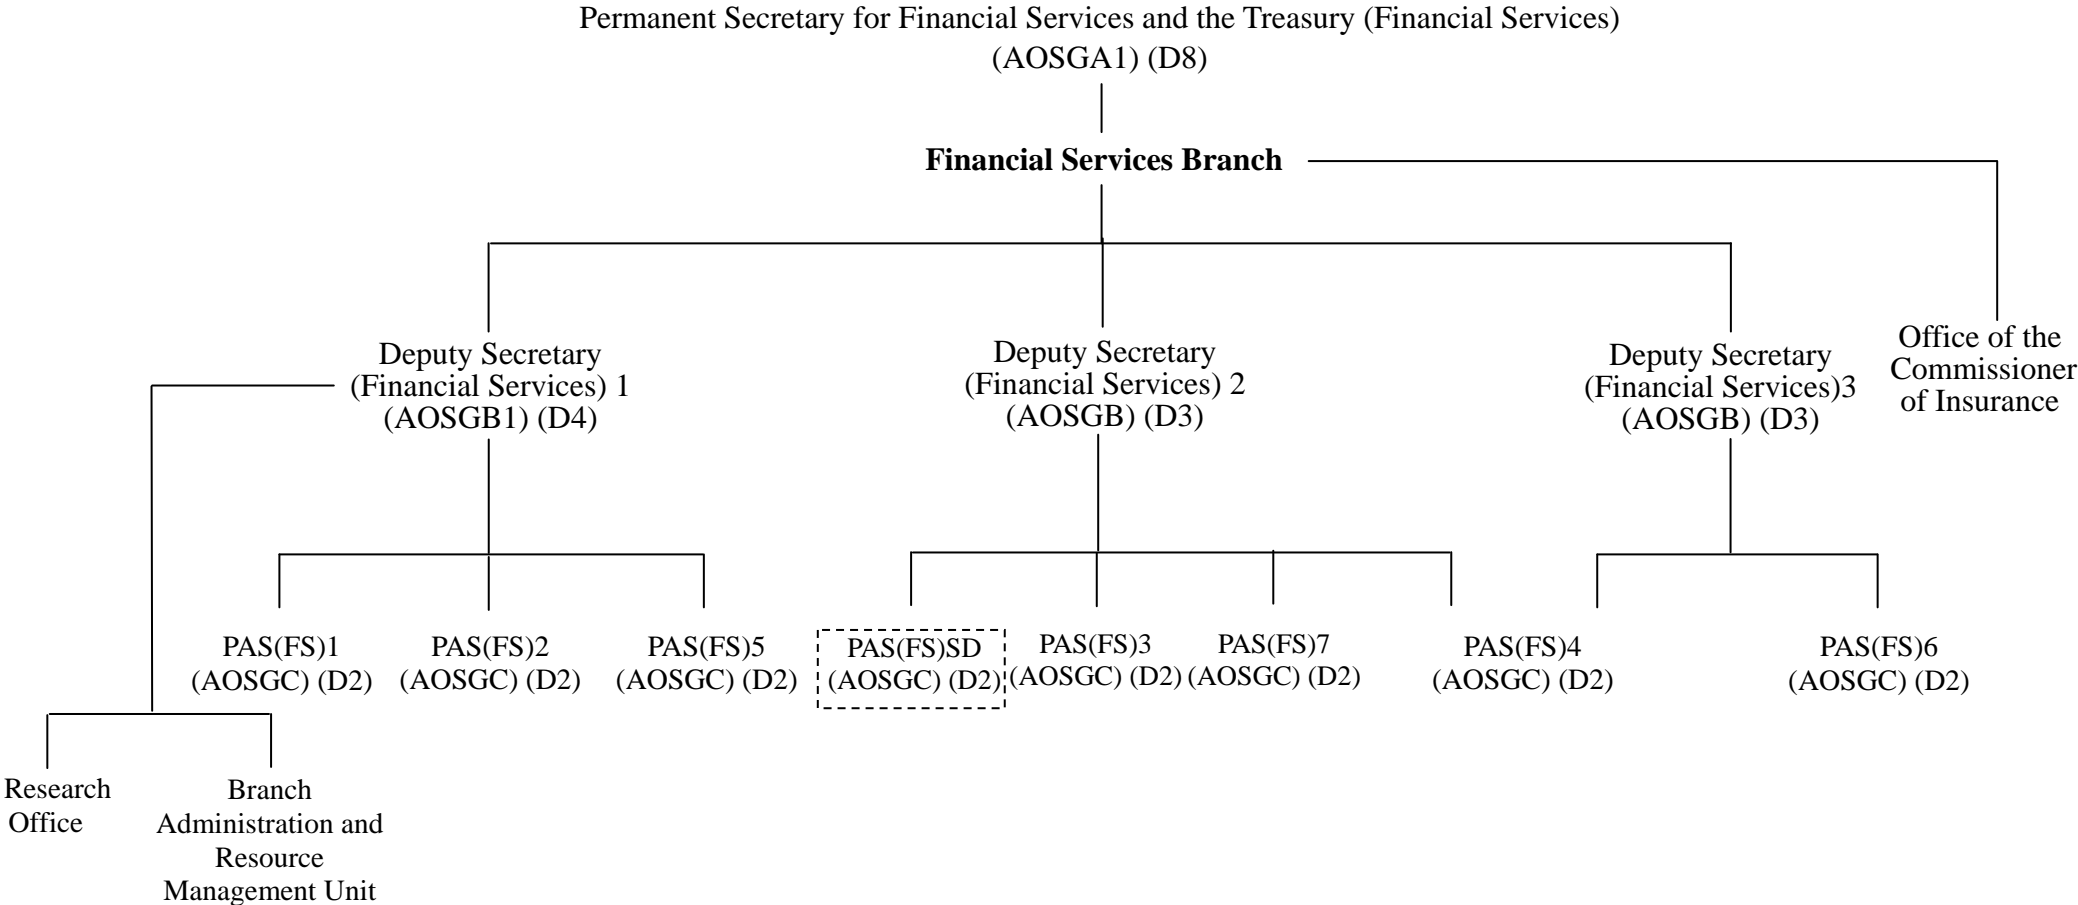 Permanent Secretary for Financial Services and the Treasury (Financial Services)
(AOSGA1) (D8)
Financial Services Branch
Deputy Secretary
(Financial Services) 1
(AOSGB1) (D4)
Deputy Secretary
(Financial Services) 2
(AOSGB) (D3)
Deputy Secretary
(Financial Services)3
(AOSGB) (D3)
Office of the
Commissioner
of Insurance
PAS(FS)1
(AOSGC) (D2)
PAS(FS)2
(AOSGC) (D2)
PAS(FS)5
(AOSGC) (D2)
PAS(FS)SD
(AOSGC) (D2)
PAS(FS)3
(AOSGC) (D2)
PAS(FS)7
(AOSGC) (D2)
PAS(FS)4
(AOSGC) (D2)
PAS(FS)6
(AOSGC) (D2)
Research
Office
Branch
Administration and
Resource
Management Unit